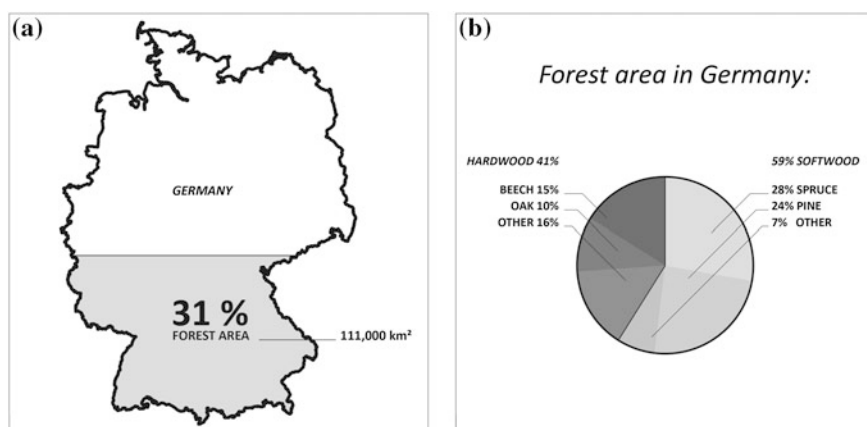 (a)
GERMANY
31 %
FOREST AREA
111,000 km²
(b)
Forest area in Germany:
HARDWOOD 41%
BEECH 15%
OAK 10%
OTHER 16%
59% SOFTWOOD
28% SPRUCE
24% PINE
7% OTHER